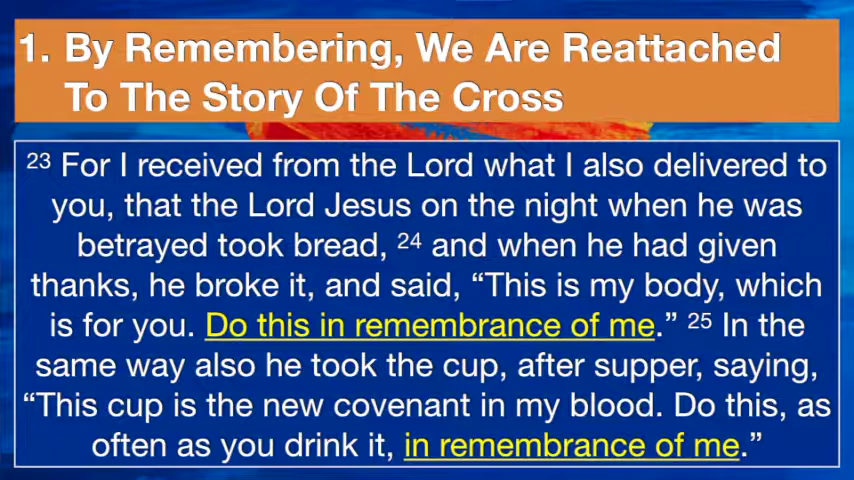 1. By Remembering, We Are Reattached
To The Story Of The Cross
23 For I received from the Lord what I also delivered to
you, that the Lord Jesus on the night when he was
betrayed took bread, 24 and when he had given
thanks, he broke it, and said, “This is my body, which
is for you. Do this in remembrance of me.” 25 In the
same way also he took the cup, after supper, saying,
“This cup is the new covenant in my blood. Do this, as
often as you drink it, in remembrance of me.”